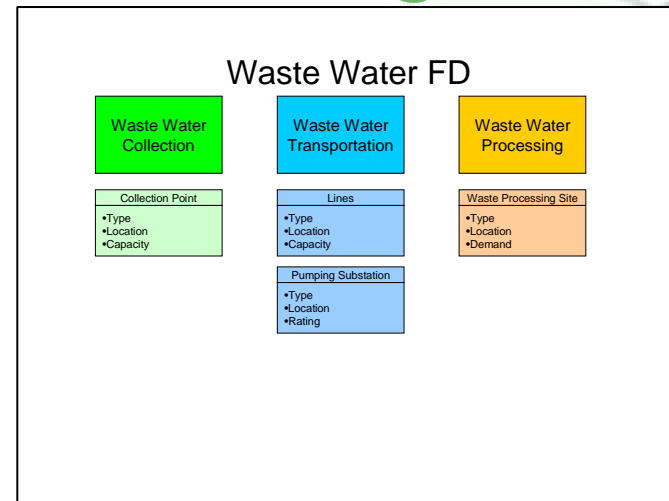 Waste Water FD
Waste Water
Collection
Collection Point
•Type
•Location
•Capacity
Waste Water
Transportation
Lines
•Type
•Location
•Capacity
Pumping Substation
•Type
•Location
•Rating
Waste Water
Processing
Waste Processing Site
•Type
•Location
•Demand